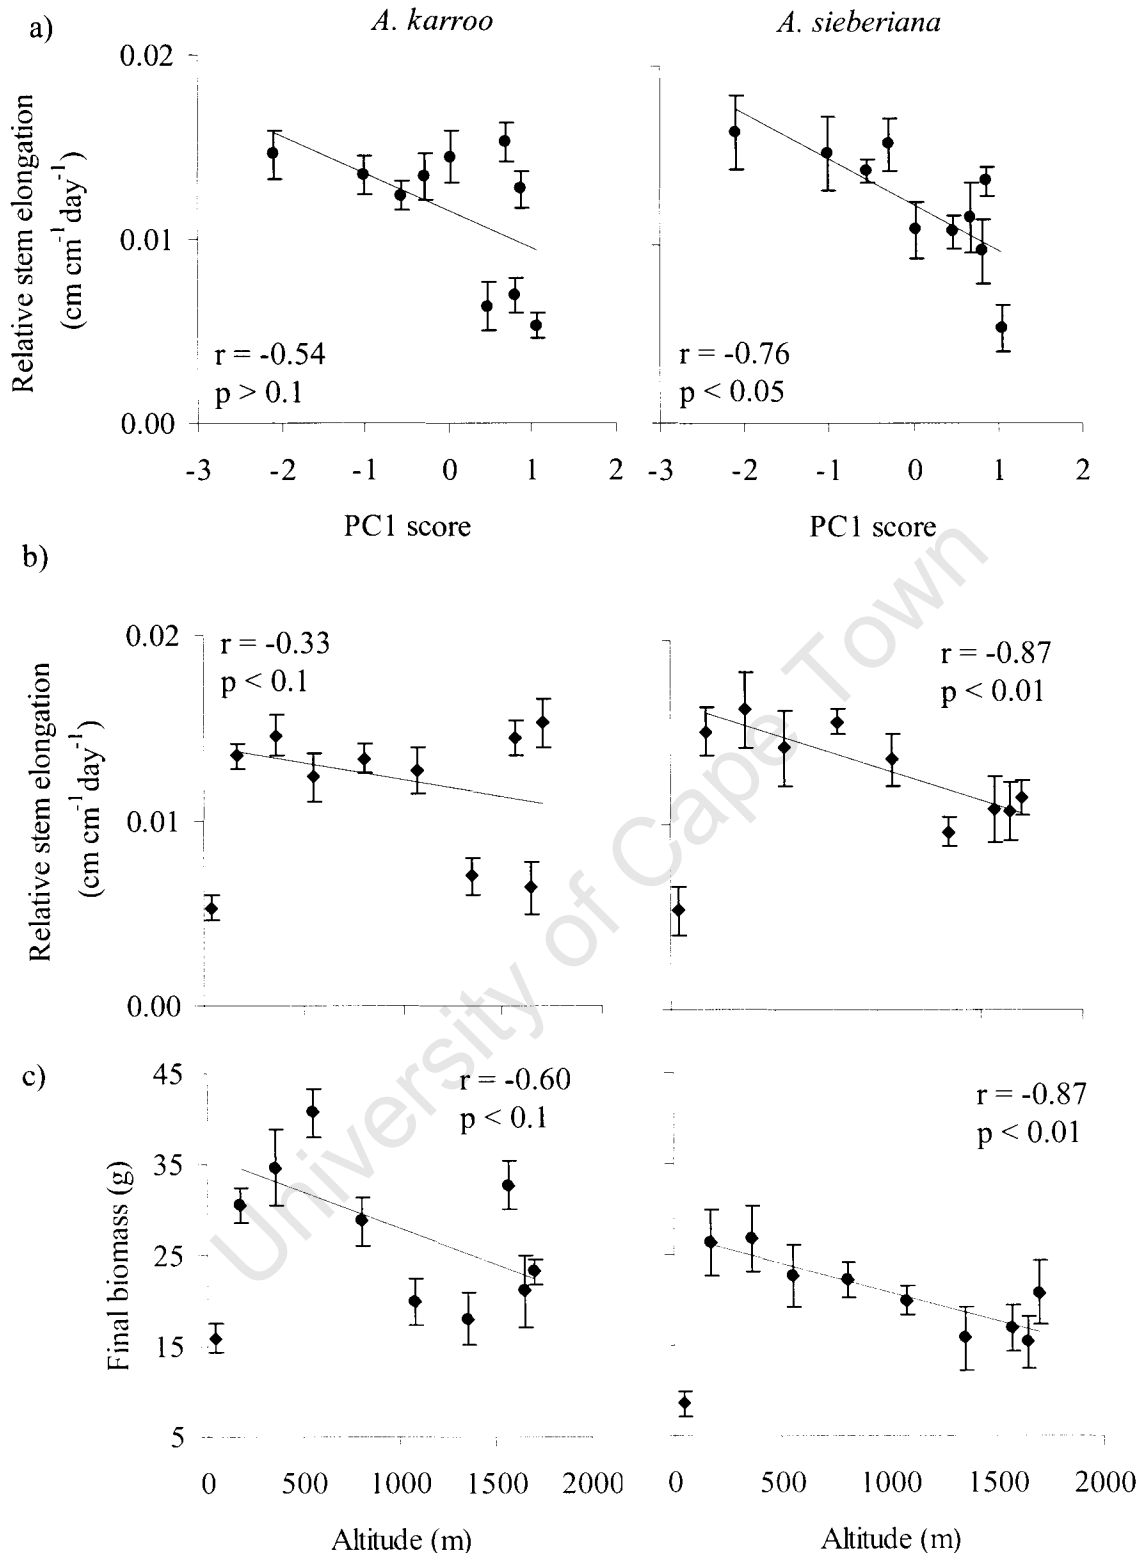 a)
A. karroo
A. sieberiana
0.02
0.01
0.00
Relative stem elongation
(cm cm⁻¹ day⁻¹)
r = -0.54
p > 0.1
r = -0.76
p < 0.05
-3 -2 -1 0 1 2
-3 -2 -1 0 1 2
PC1 score
PC1 score
b)
0.02
0.01
0.00
Relative stem elongation
(cm cm⁻¹ day⁻¹)
r = -0.33
p < 0.1
r = -0.87
p < 0.01
c)
45
35
25
15
5
Final biomass (g)
r = -0.60
p < 0.1
r = -0.87
p < 0.01
0 500 1000 1500 2000
0 500 1000 1500 2000
Altitude (m)
Altitude (m)
University of Cape Town